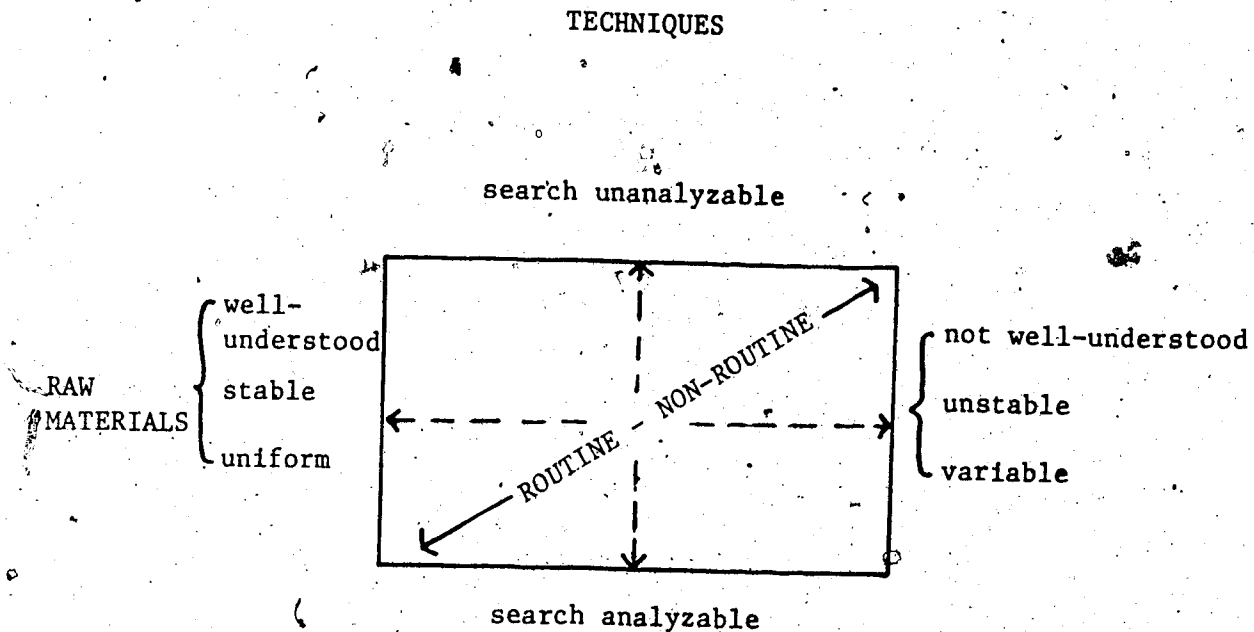 TECHNIQUES
search unanalyzable
well-
understood
stable
uniform
RAW
MATERIALS
ROUTINE - NON-ROUTINE
not well-understood
unstable
variable
search analyzable